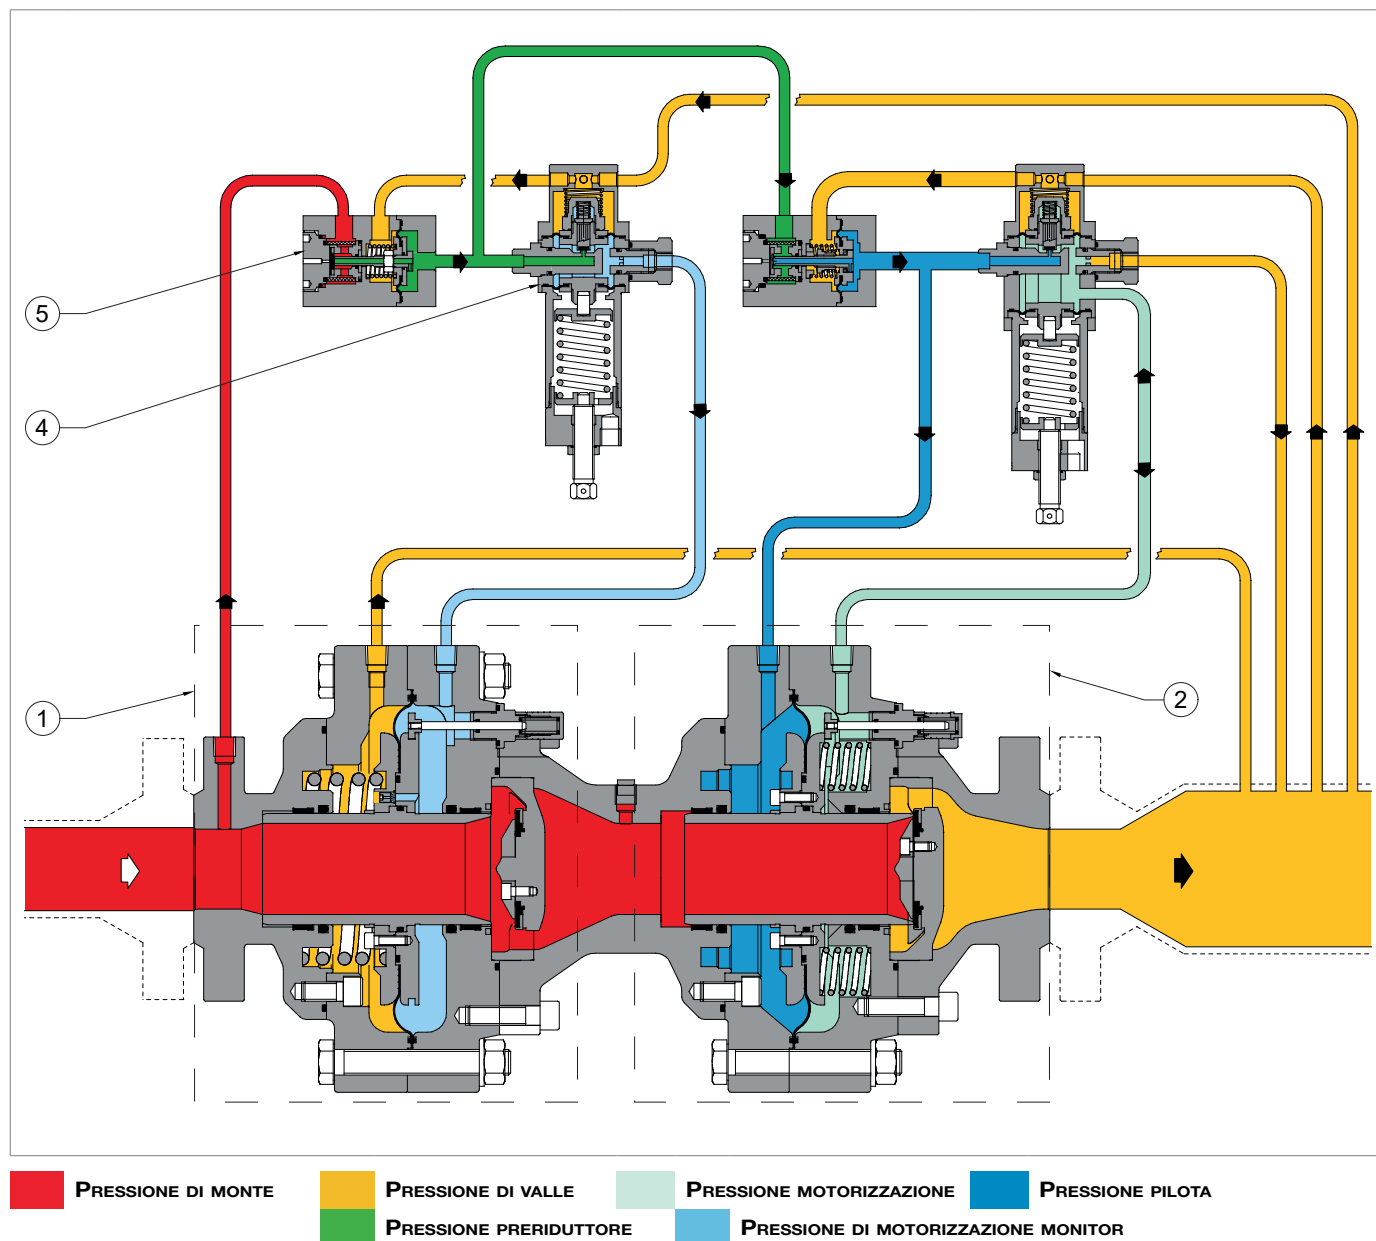 5
4
1
2
PRESSIONE DI MONTE
PRESSIONE DI VALLE
PRESSIONE MOTORIZZAZIONE
PRESSIONE PILOTA
PRESSIONE PRERIDUTTORE
PRESSIONE DI MOTORIZZAZIONE MONITOR